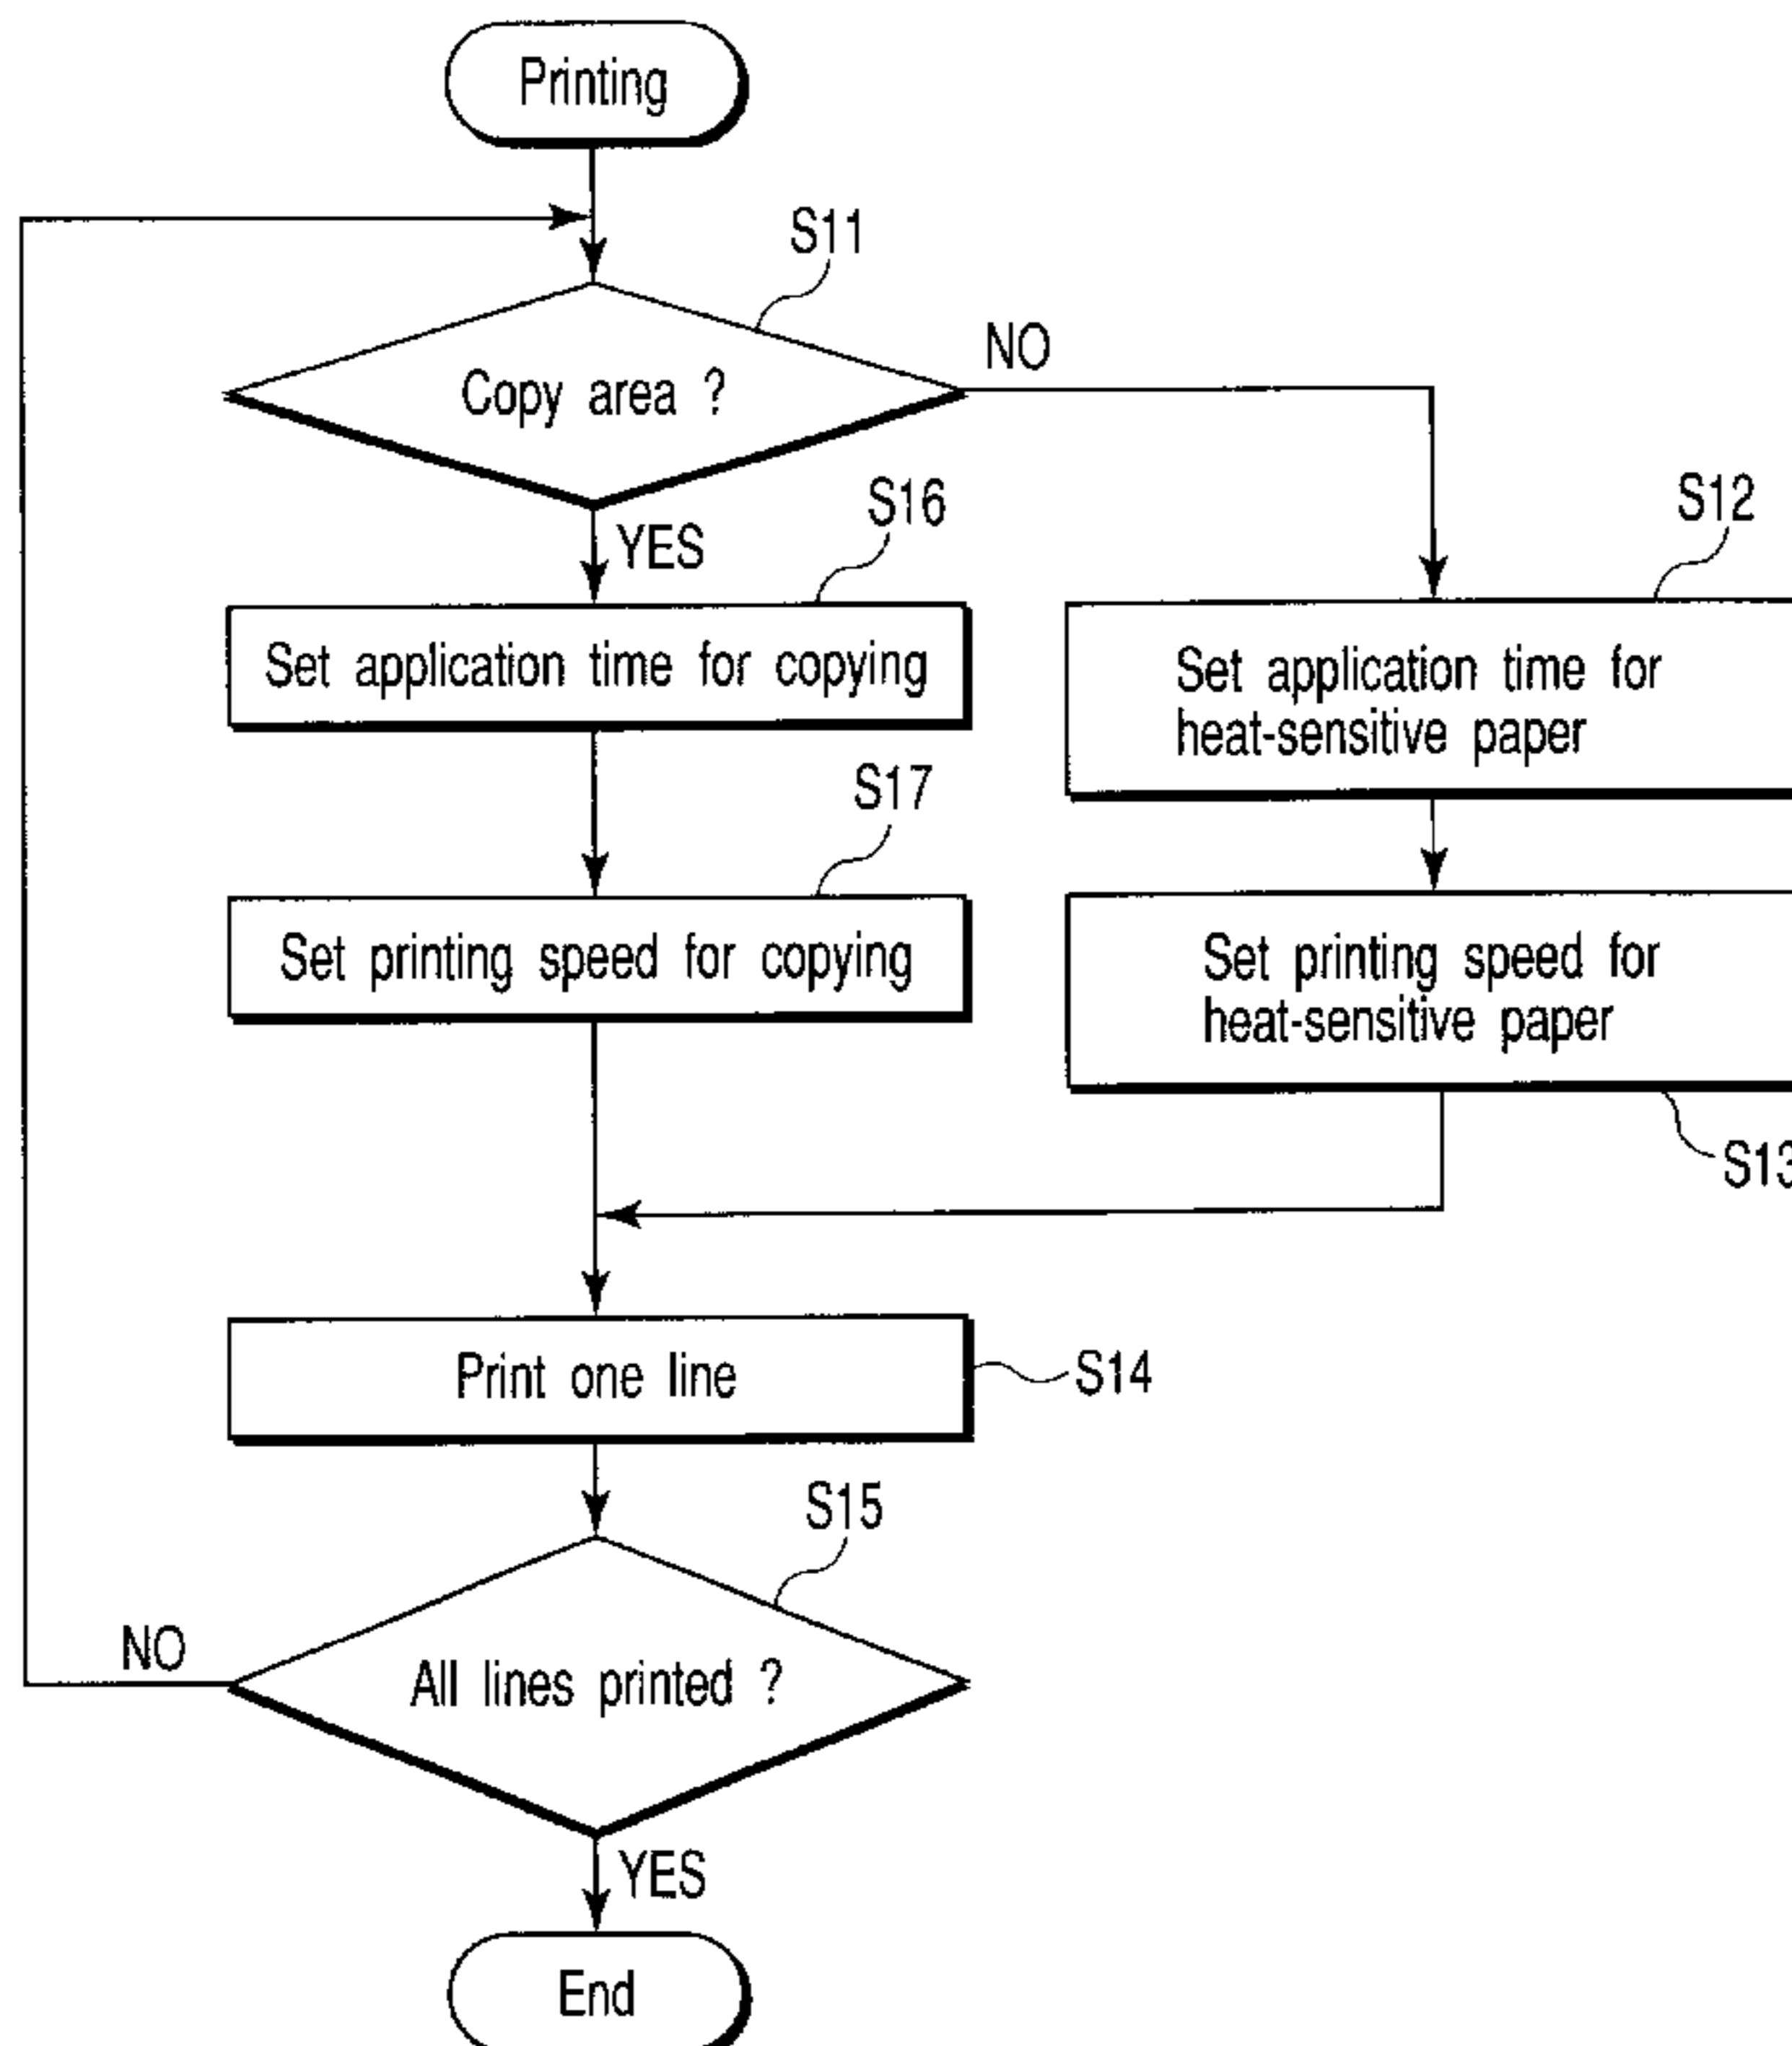 Printing
S11
Copy area ?
NO
YES
S16
S12
Set application time for copying
Set application time for
heat-sensitive paper
S17
Set printing speed for copying
Set printing speed for
heat-sensitive paper
S13
Print one line
S14
S15
All lines printed ?
NO
YES
End